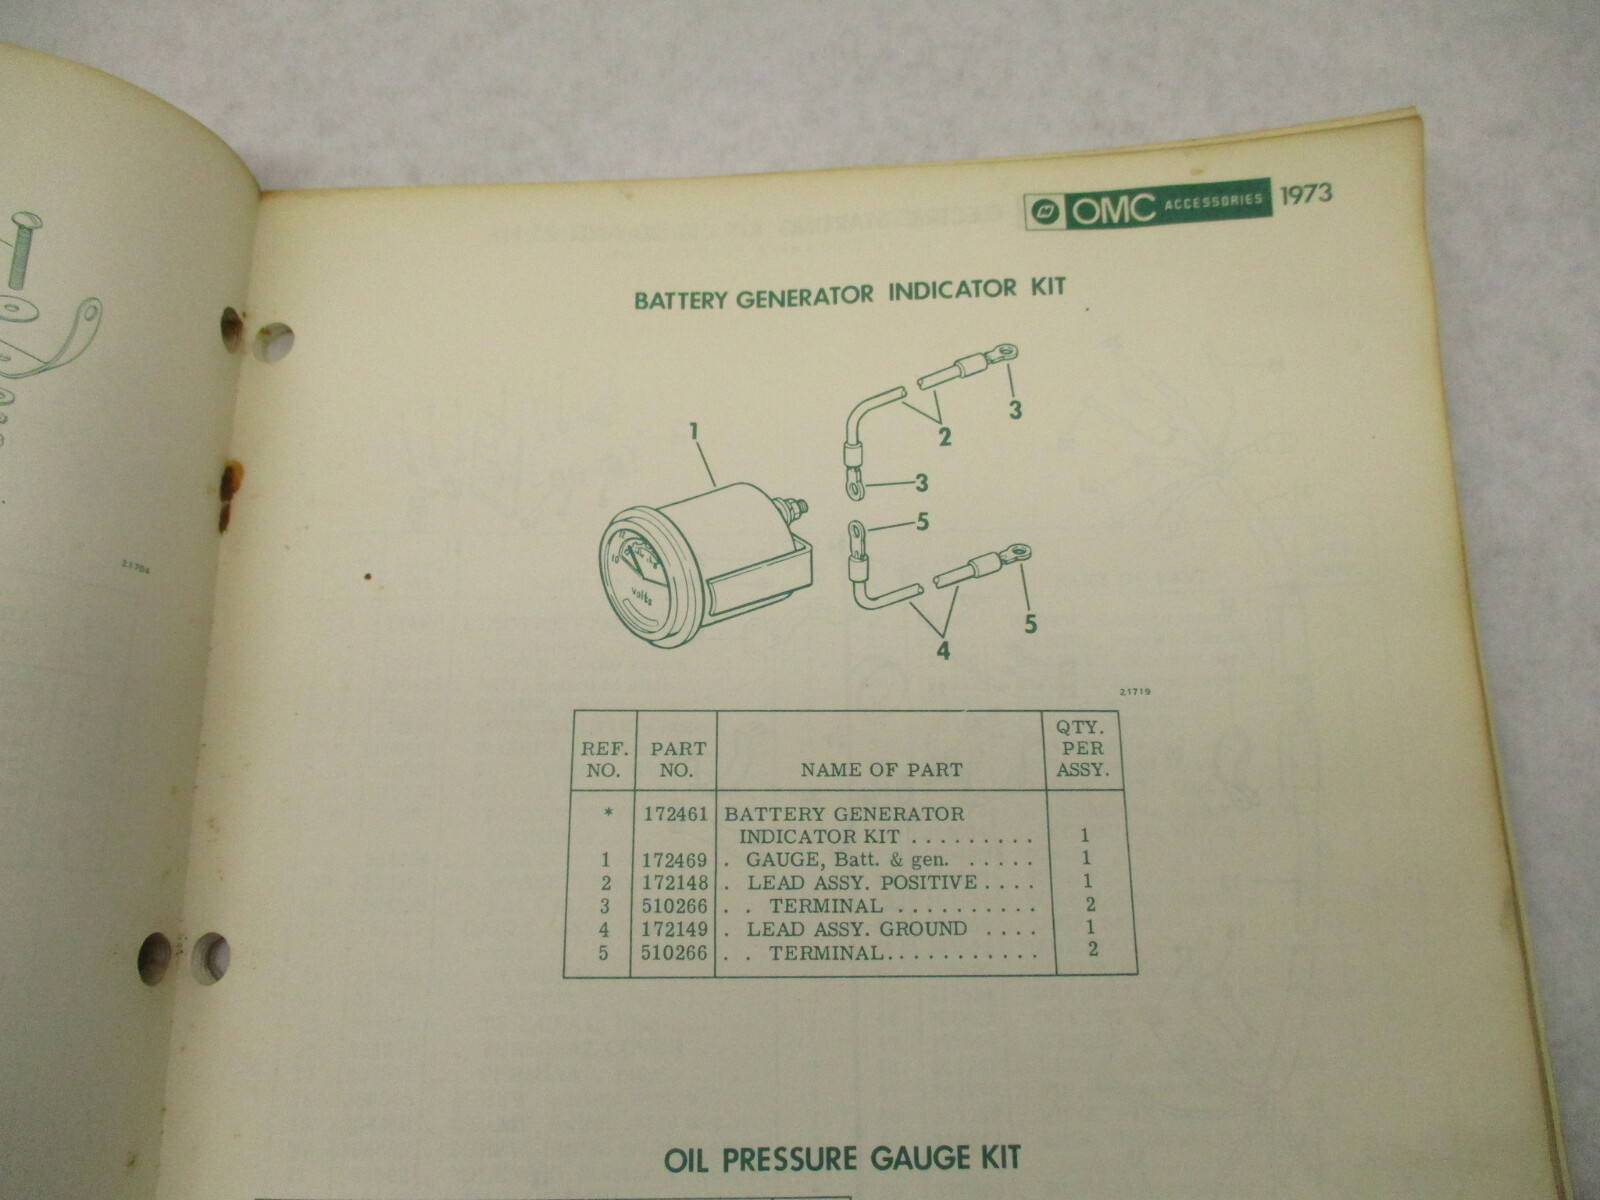 OMC ACCESSORIES 1973
BATTERY GENERATOR INDICATOR KIT
1
2
3
3
5
volts
10
4
5
21704
21719
REF. NO. PART NO. NAME OF PART QTY. PER ASSY.
* 172461 BATTERY GENERATOR
INDICATOR KIT . . . . . . . . . 1
1 172469 . GAUGE, Batt. & gen. . . . . . 1
2 172148 . LEAD ASSY. POSITIVE . . . . 1
3 510266 . . TERMINAL . . . . . . . . . . 2
4 172149 . LEAD ASSY. GROUND . . . . 1
5 510266 . . TERMINAL . . . . . . . . . . . 2
OIL PRESSURE GAUGE KIT